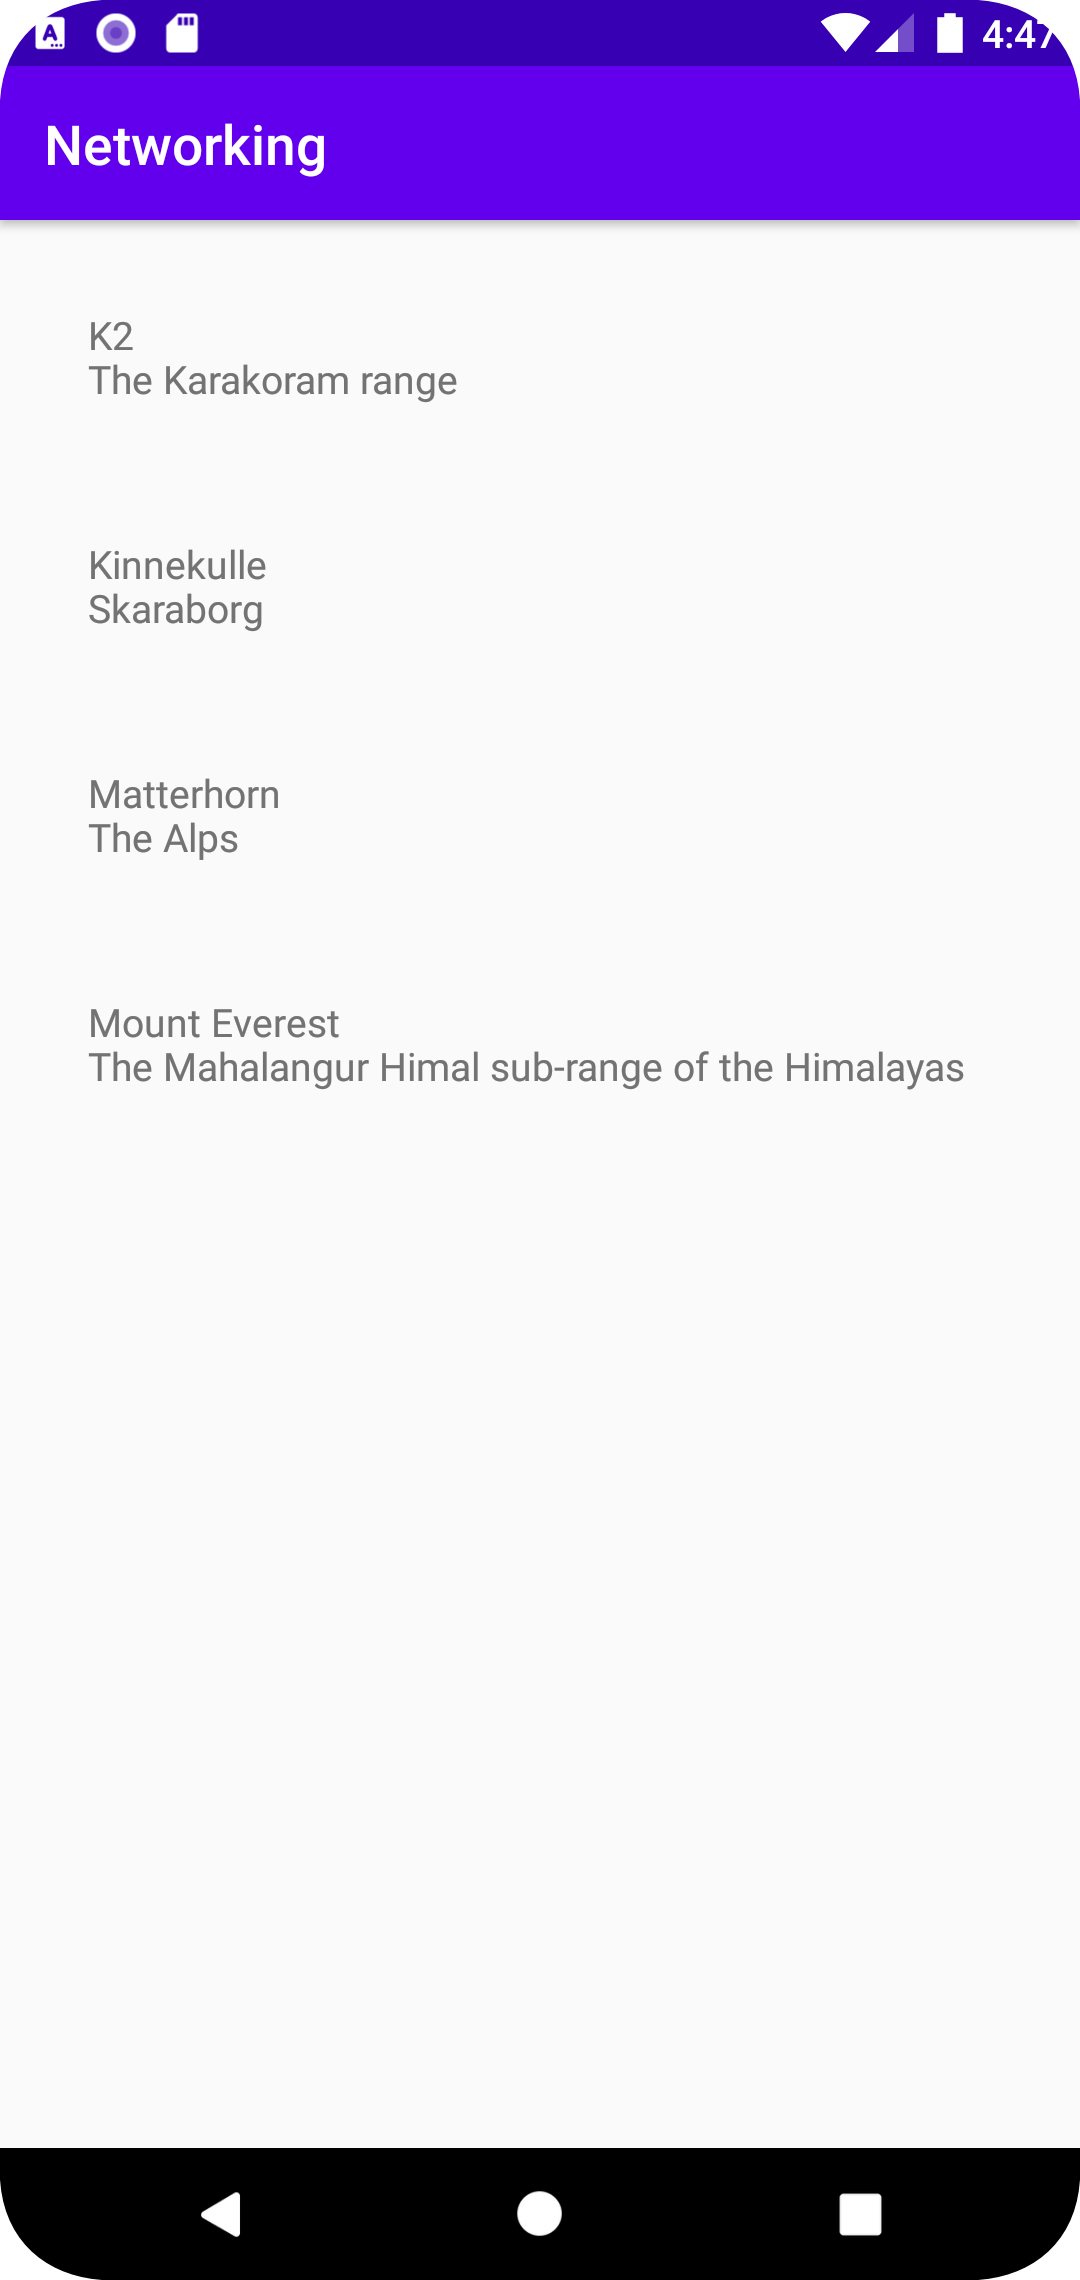 4:47
Networking
K2
The Karakoram range
Kinnekulle
Skaraborg
Matterhorn
The Alps
Mount Everest
The Mahalangur Himal sub-range of the Himalayas